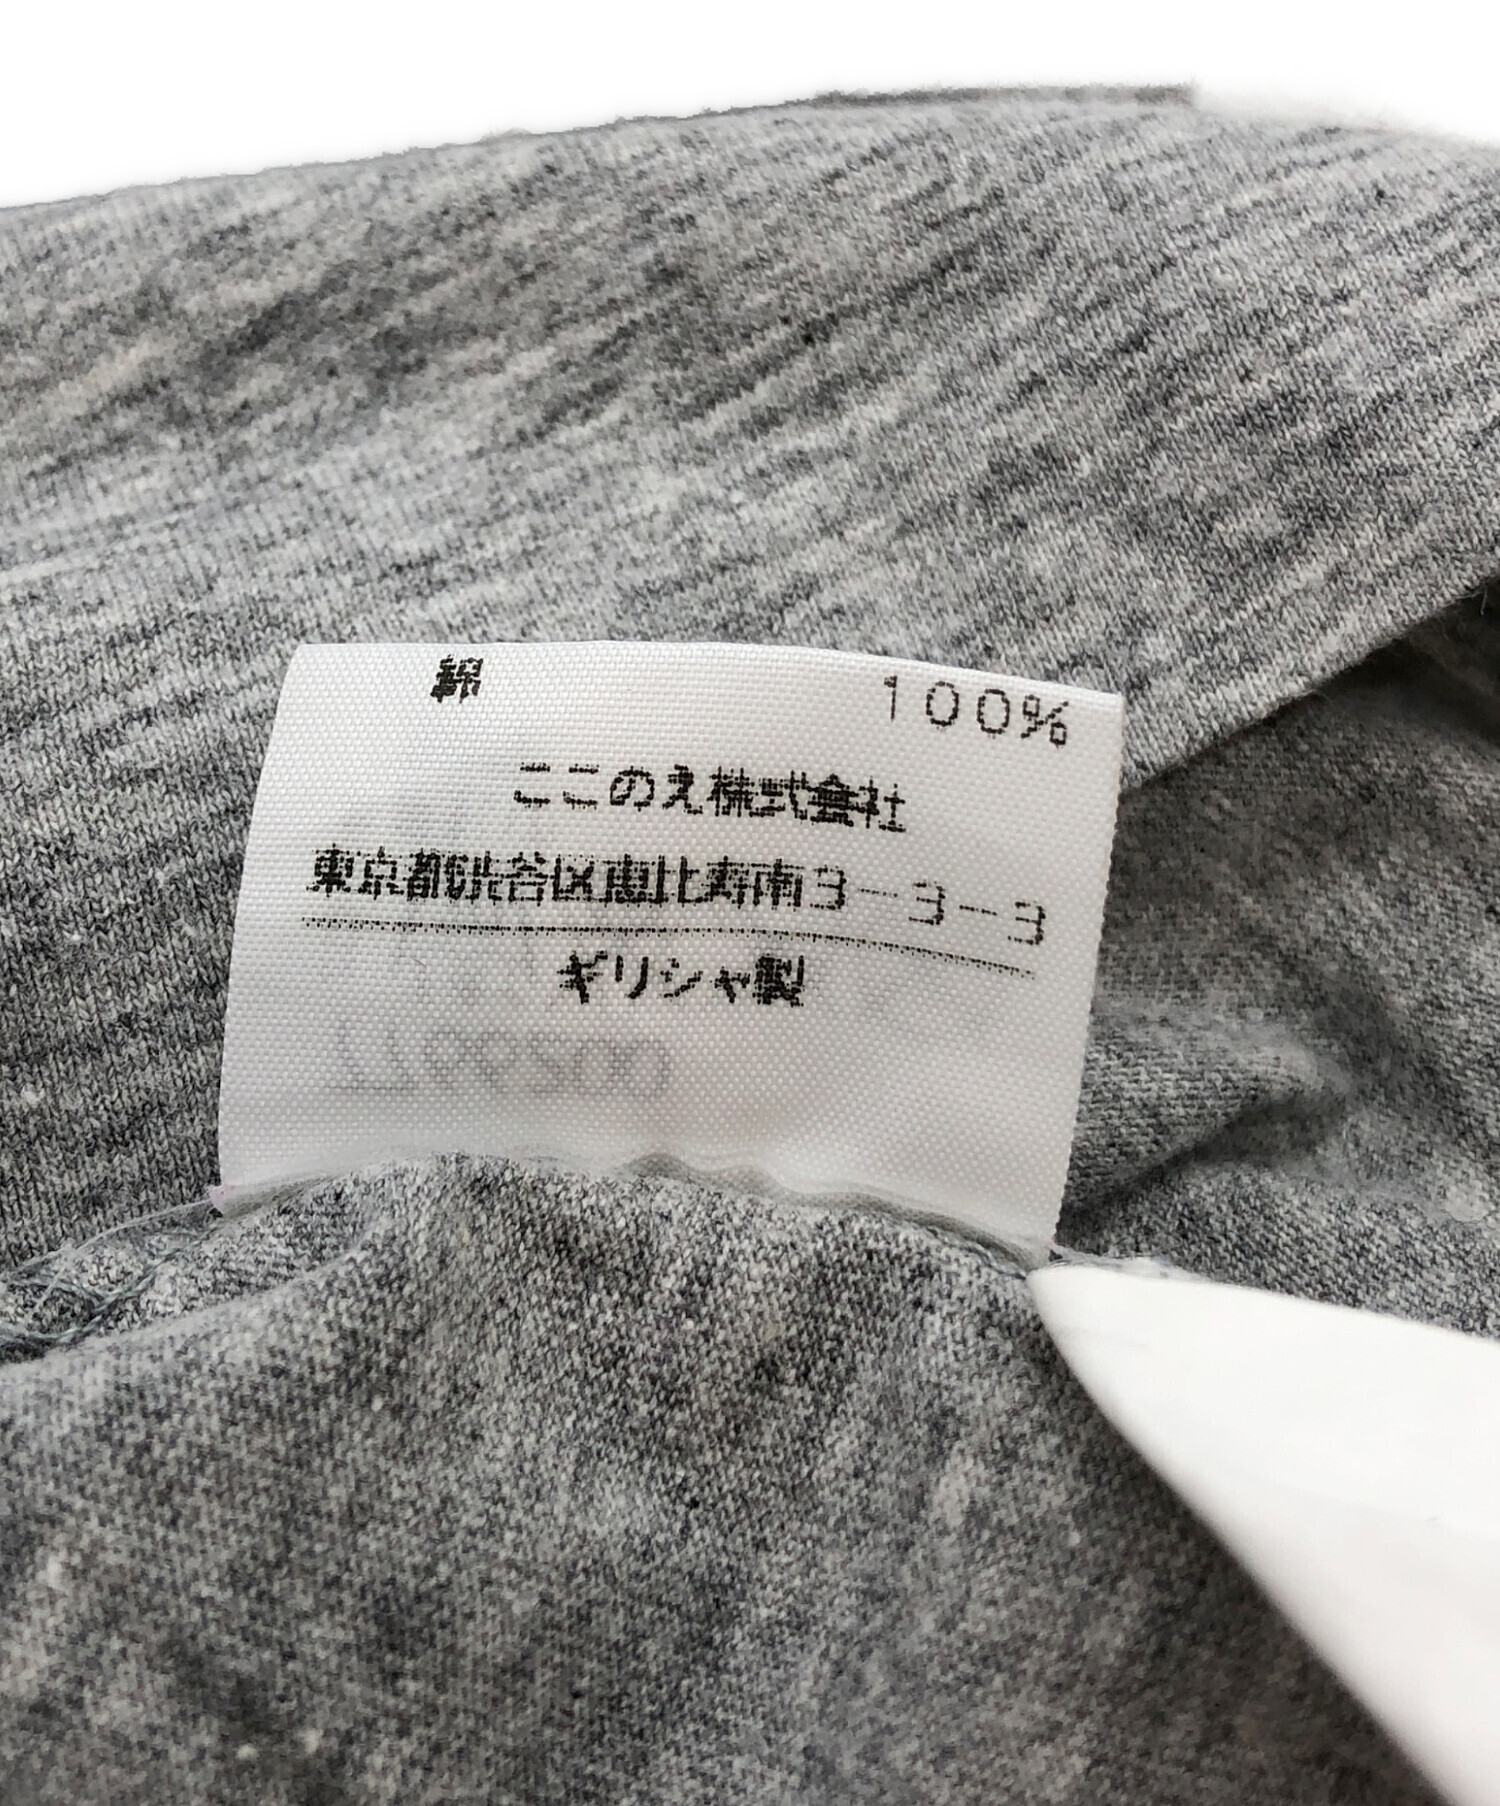 綿 100%
ここのえ株式会社
東京都渋谷区恵比寿南3-3-3
ギリシャ製